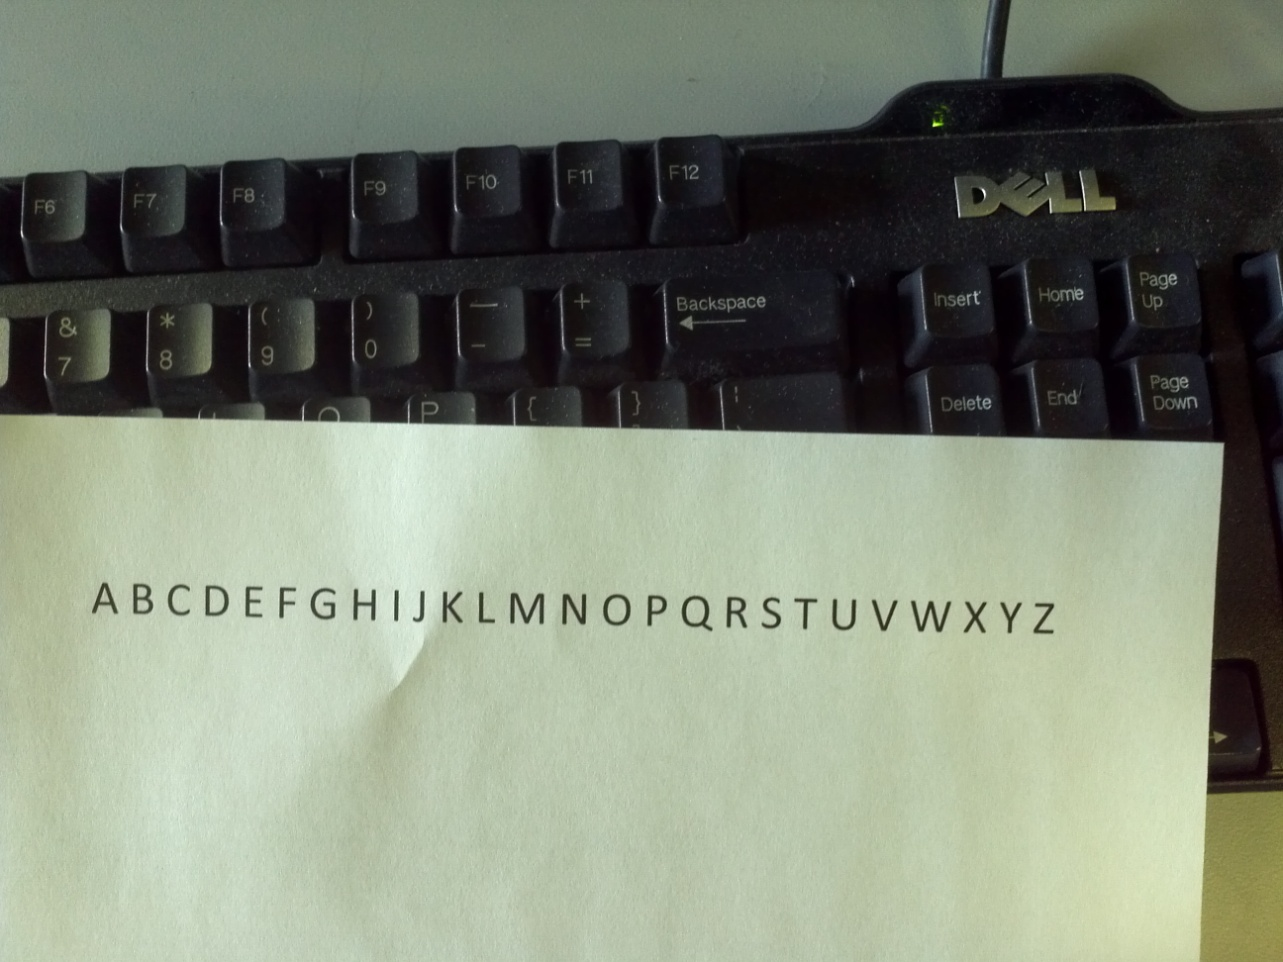 F6 F7 F8 F9 F10 F11 F12
DELL
& * ( ) — +
7 8 9 0 - =
Backspace
Insert Home Page Up
P { }
Delete End Page Down
A B C D E F G H I J K L M N O P Q R S T U V W X Y Z